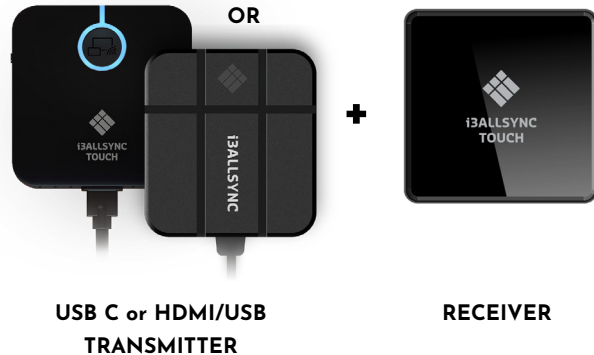 OR
i3ALLSYNC
TOUCH
i3ALLSYNC
+
i3ALLSYNC
TOUCH
USB C or HDMI/USB
TRANSMITTER
RECEIVER